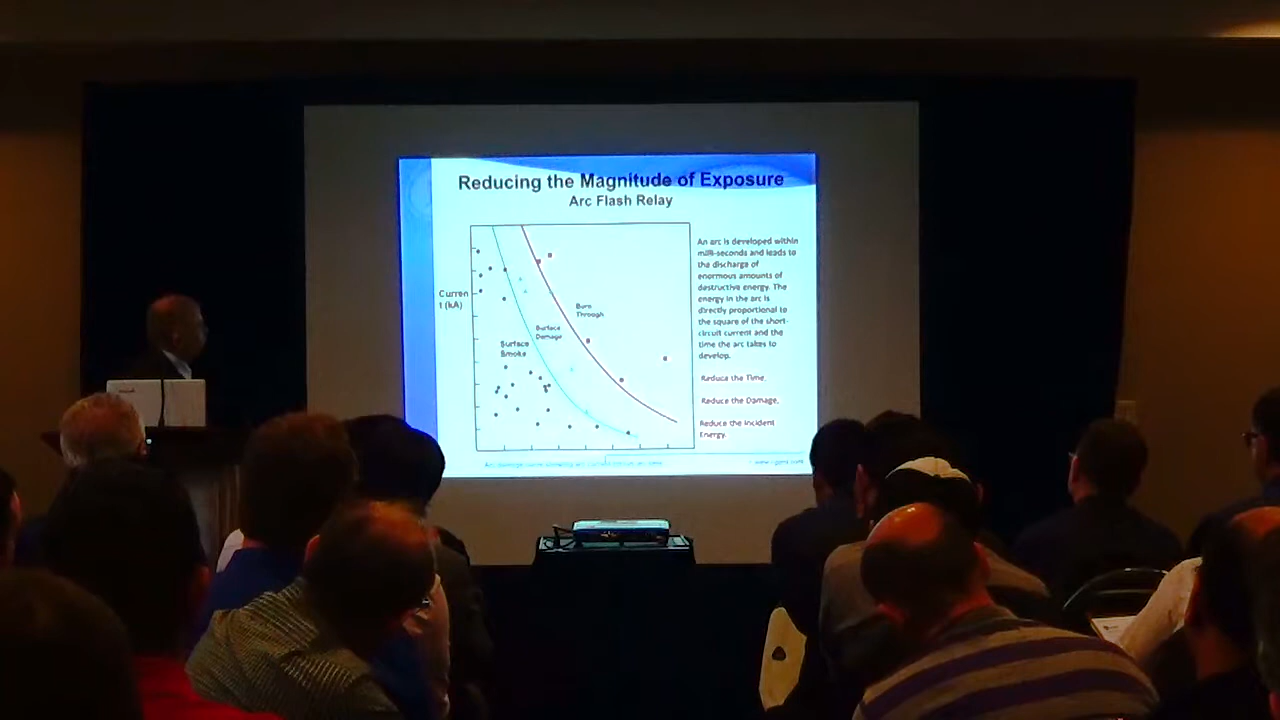 Reducing the Magnitude of Exposure
Arc Flash Relay
An arc is developed within
milli-seconds and leads to
the discharge of
enormous amounts of
destructive energy. The
energy in the arc is
directly proportional to
the square of the short-
circuit current and the
time the arc takes to
develop.
Curren
t (kA)
Burn
Through
Surface
Damage
Surface
Smoke
Reduce the Time,
Reduce the Damage,
Reduce the Incident
Energy.